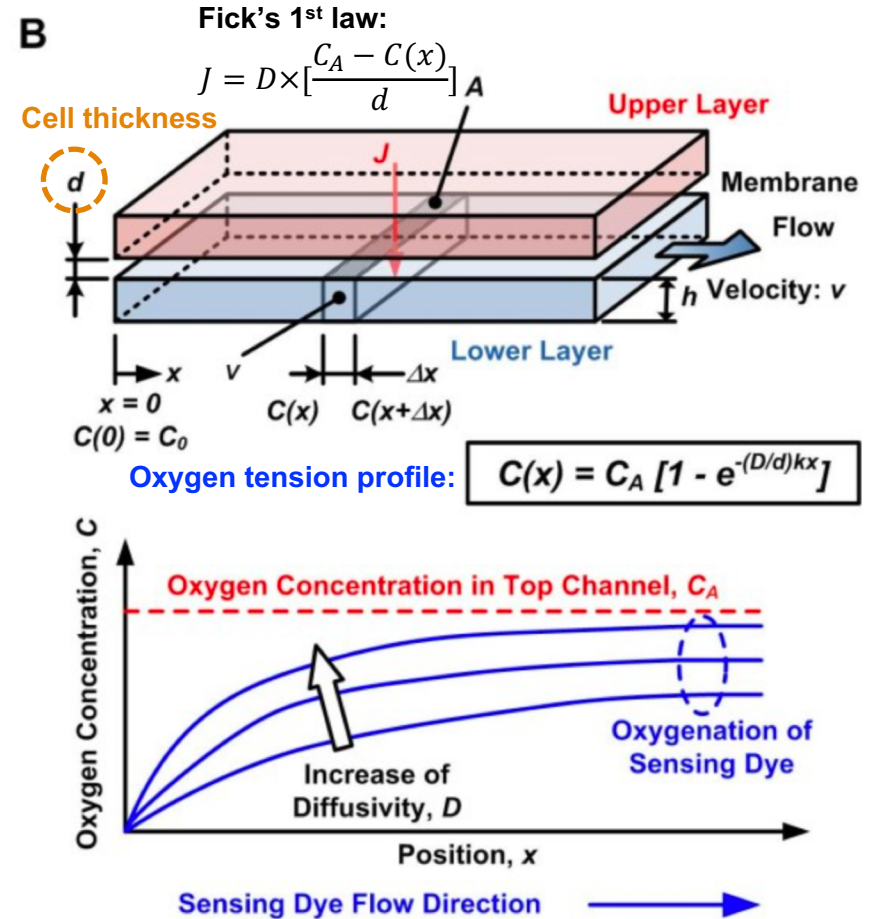 B
Fick's 1st law:
J = D×[(C_A − C(x))/d]
A
Upper Layer
Cell thickness
J
d
Membrane
Flow
h Velocity: v
Lower Layer
x V Δx
x = 0
C(x) C(x+Δx)
C(0) = C₀
Oxygen tension profile: C(x) = C_A [1 - e^-(D/d)kx]
Oxygen Concentration, C
Oxygen Concentration in Top Channel, C_A
Oxygenation of
Sensing Dye
Increase of
Diffusivity, D
Position, x
Sensing Dye Flow Direction